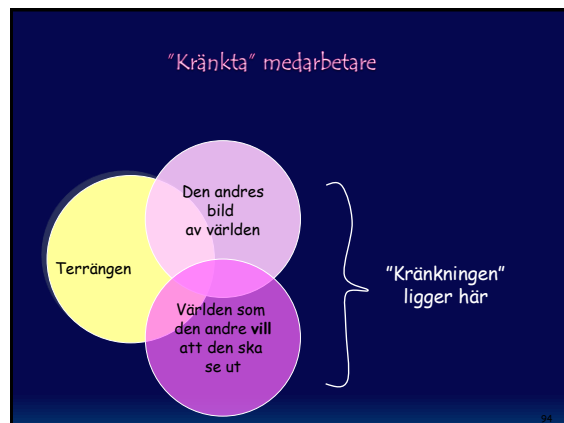 "Kränkta" medarbetare
Den andres
bild
av världen
Terrängen
"Kränkningen"
ligger här
Världen som
den andre vill
att den ska
se ut
94